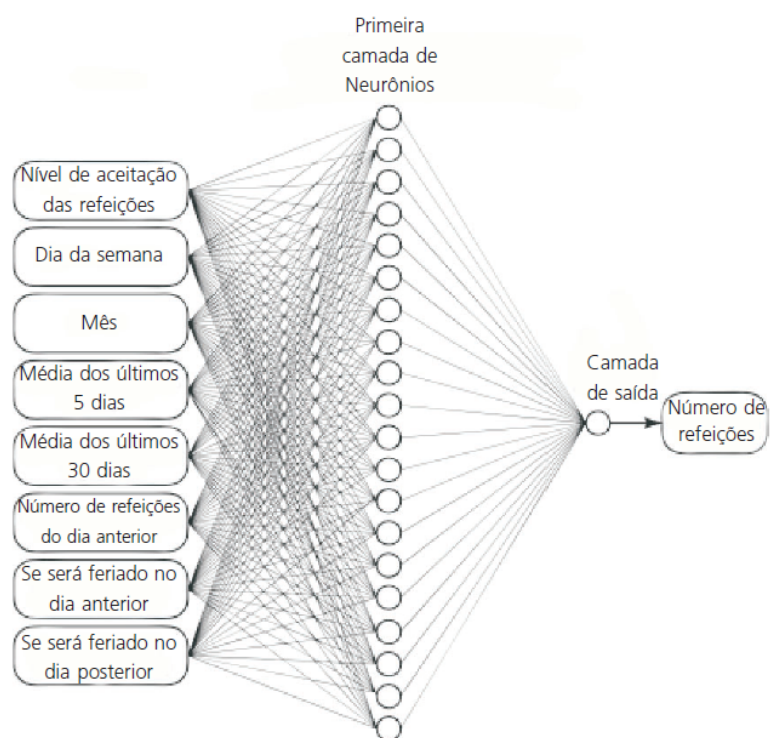 Primeira
camada de
Neurônios
Nível de aceitação
das refeições
Dia da semana
Mês
Média dos últimos
5 dias
Média dos últimos
30 dias
Número de refeições
do dia anterior
Se será feriado no
dia anterior
Se será feriado no
dia posterior
Camada
de saída
Número de
refeições